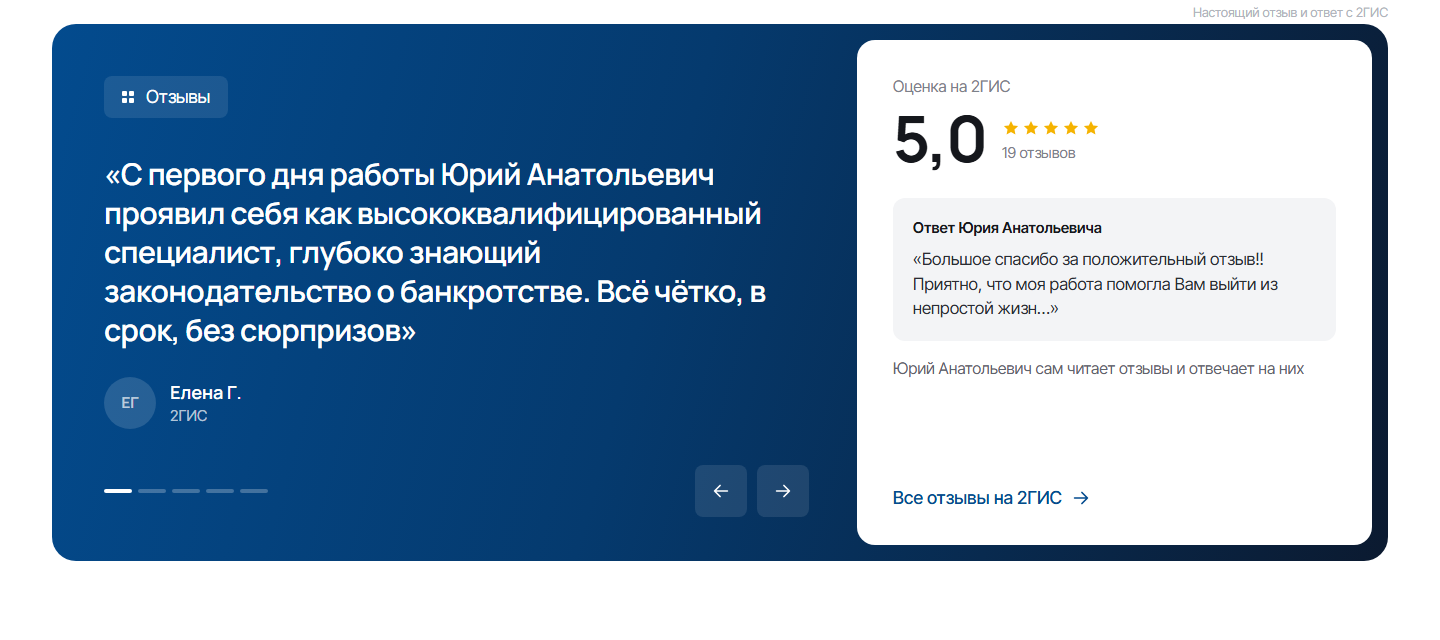 Настоящий отзыв и ответ с 2ГИС
Отзывы
«С первого дня работы Юрий Анатольевич
проявил себя как высококвалифицированный
специалист, глубоко знающий
законодательство о банкротстве. Всё чётко, в
срок, без сюрпризов»
ЕГ
Елена Г.
2ГИС
Оценка на 2ГИС
5,0
19 отзывов
Ответ Юрия Анатольевича
«Большое спасибо за положительный отзыв!!
Приятно, что моя работа помогла Вам выйти из
непростой жизн...»
Юрий Анатольевич сам читает отзывы и отвечает на них
Все отзывы на 2ГИС